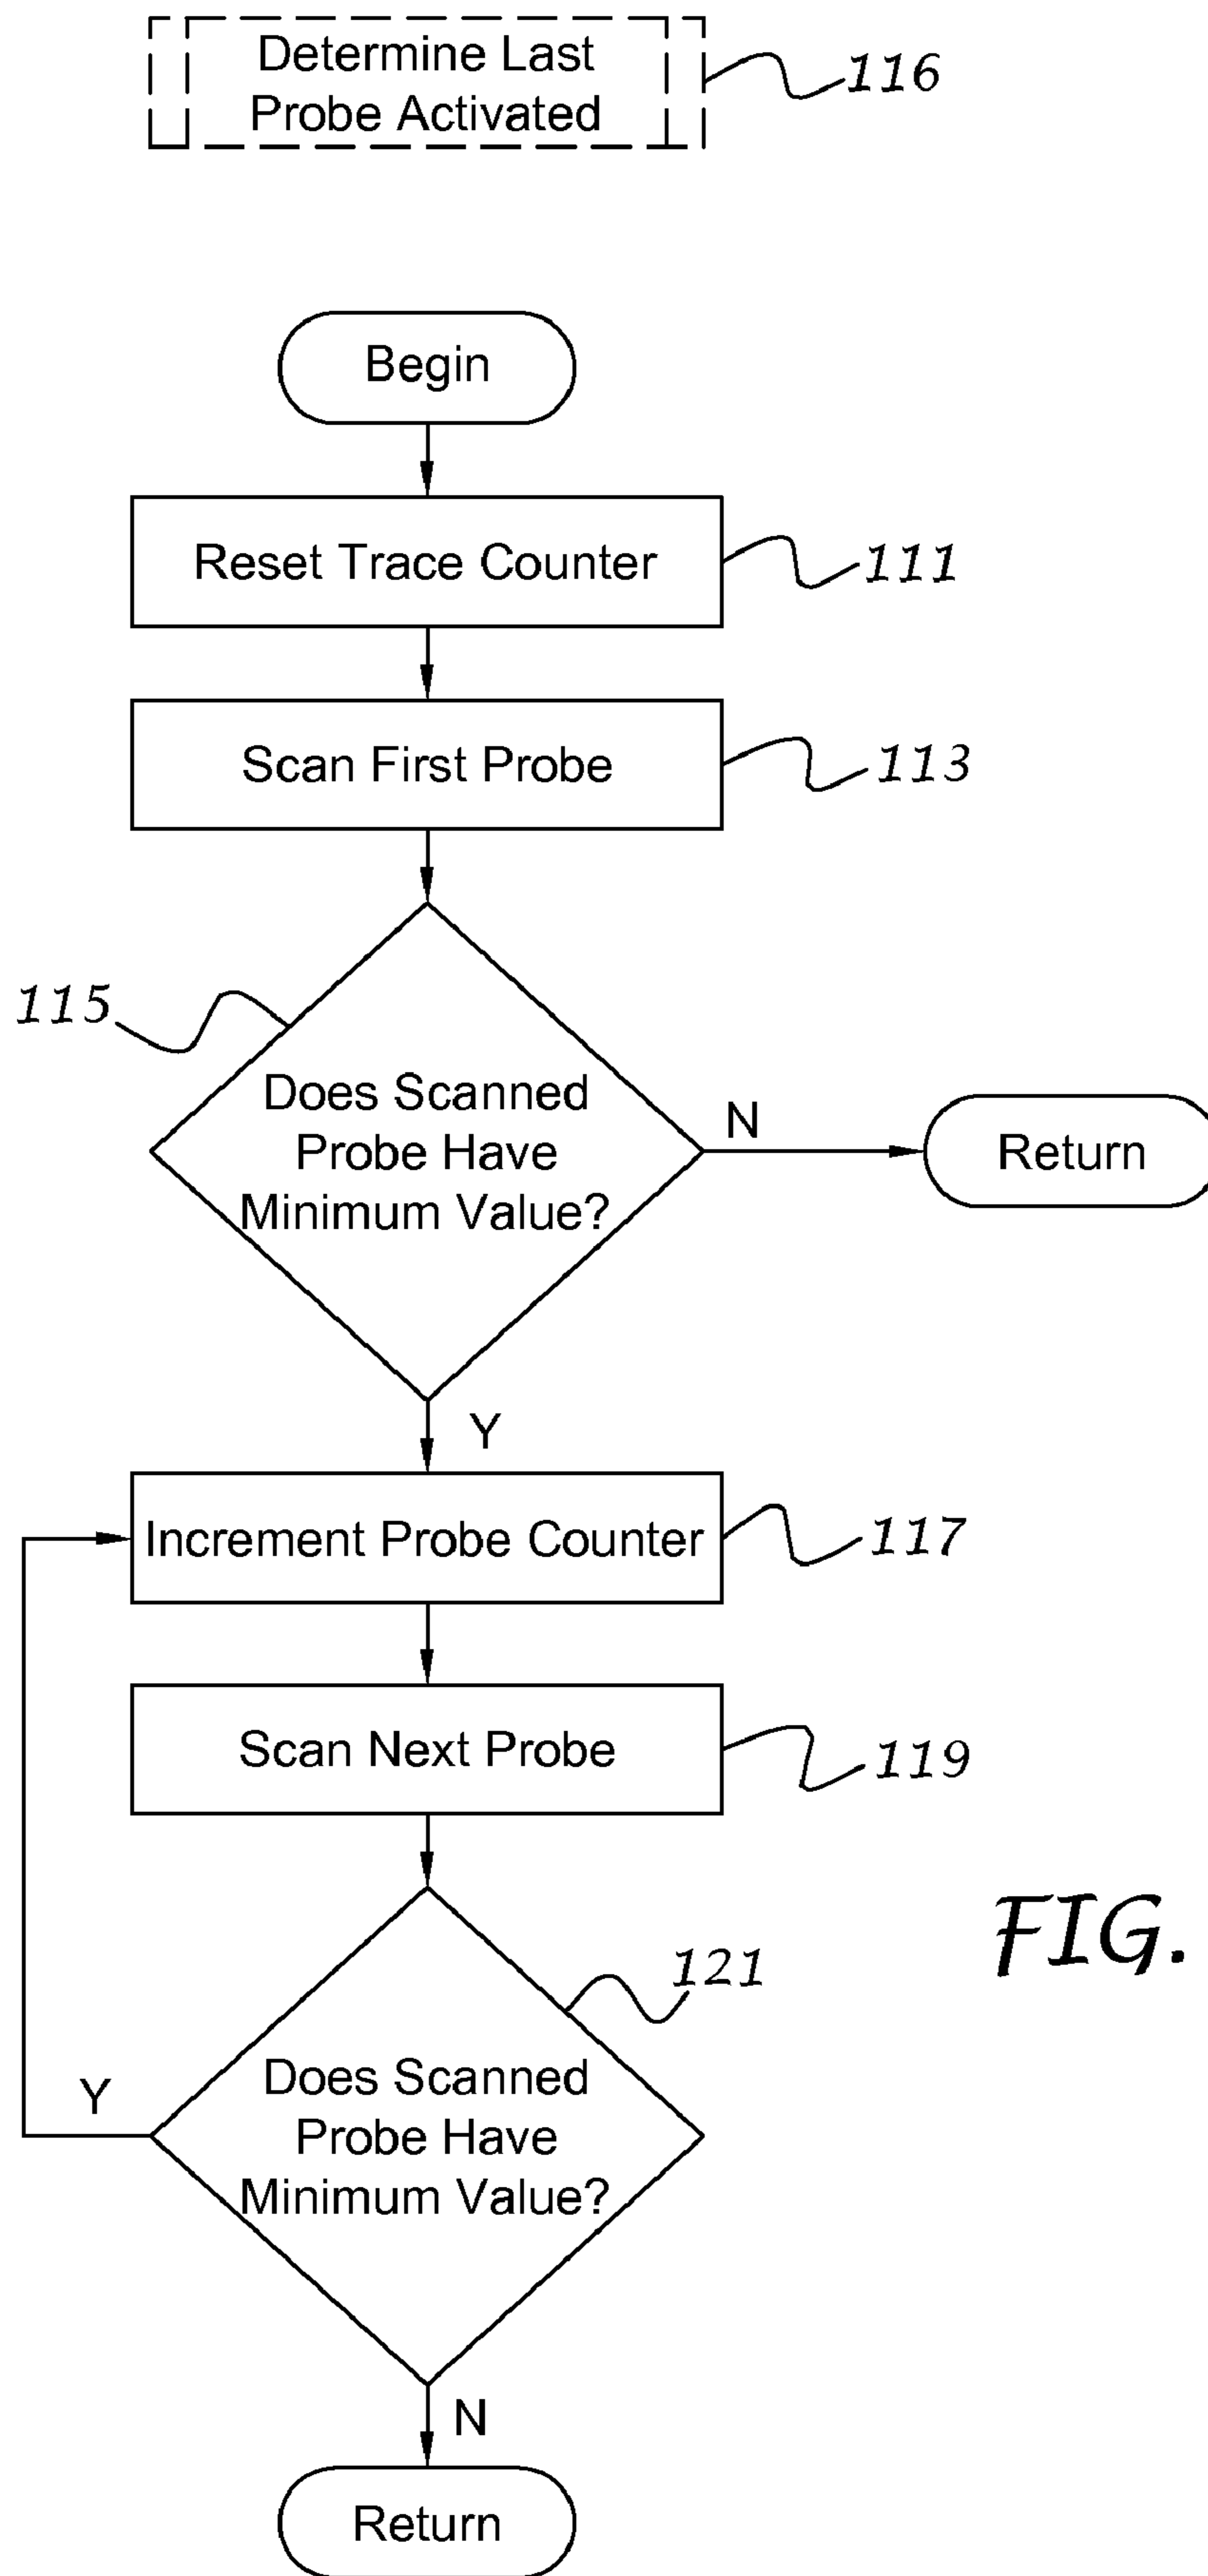 Determine Last
Probe Activated
116
Begin
Reset Trace Counter
111
Scan First Probe
113
115
Does Scanned
Probe Have
Minimum Value?
N
Return
Y
Increment Probe Counter
117
Scan Next Probe
119
FIG.
121
Does Scanned
Probe Have
Minimum Value?
Y
N
Return